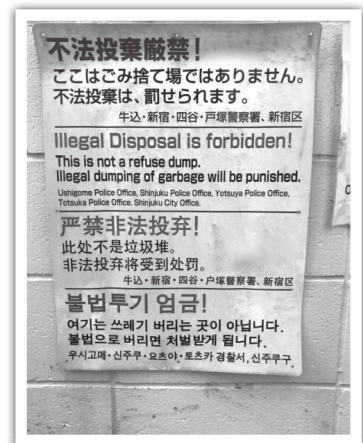 不法投棄厳禁！
ここはごみ捨て場ではありません。
不法投棄は、罰せられます。
牛込・新宿・四谷・戸塚警察署、新宿区
Illegal Disposal is forbidden!
This is not a refuse dump.
Illegal dumping of garbage will be punished.
Ushigome Police Office, Shinjuku Police Office, Yotsuya Police Office,
Totsuka Police Office. Shinjuku City Office.
严禁非法投弃!
此处不是垃圾堆。
非法投弃将受到处罚。
牛込・新宿・四谷・户塚警察署、新宿区
불법투기 엄금!
여기는 쓰레기 버리는 곳이 아닙니다.
불법으로 버리면 처벌받게 됩니다.
우시고메・신주쿠・요츠야・토츠카 경찰서, 신주쿠구